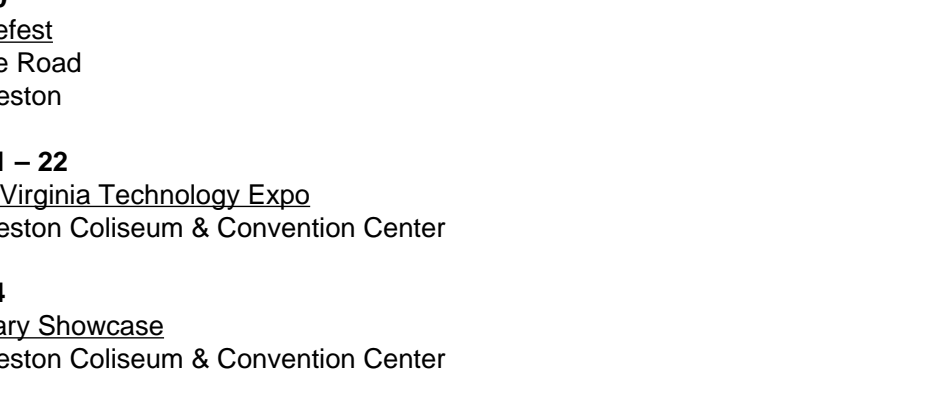 efest
e Road
eston
– 22
Virginia Technology Expo
eston Coliseum & Convention Center
4
ary Showcase
eston Coliseum & Convention Center